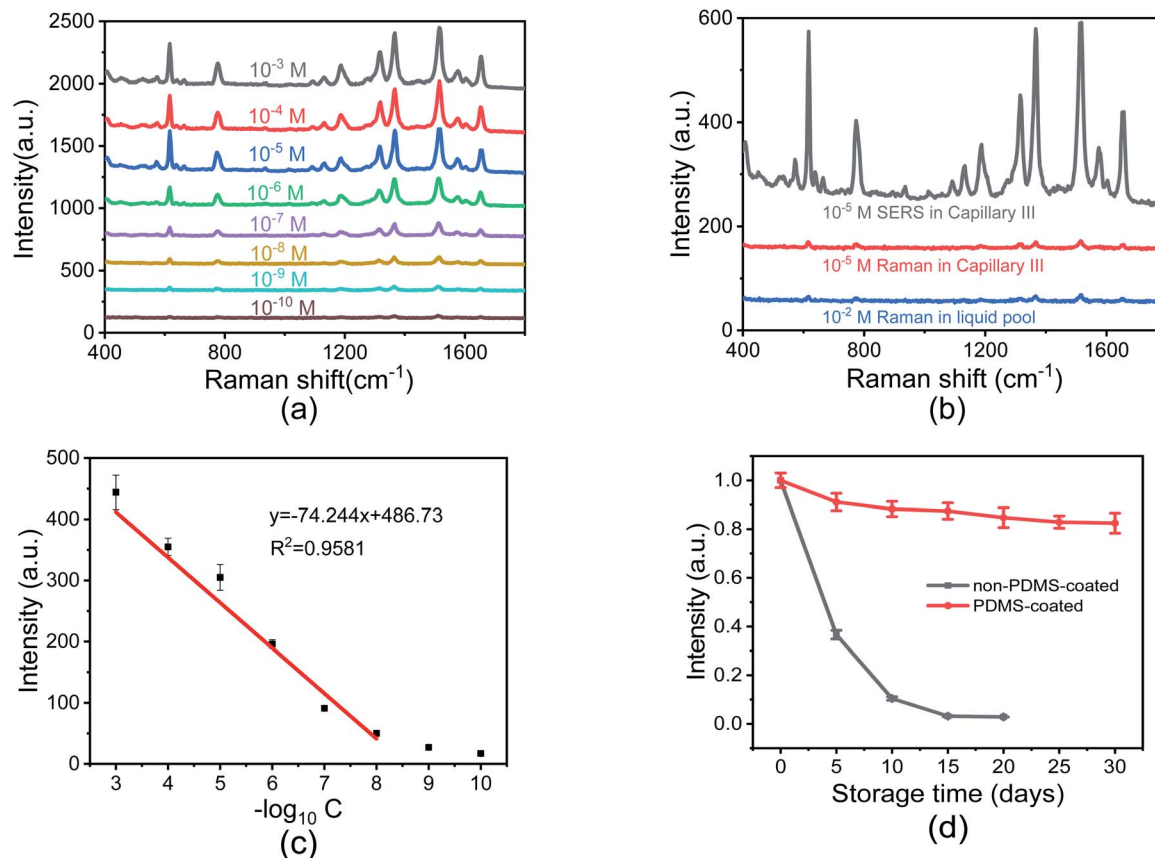 2500
2000
1500
1000
500
0
Intensity(a.u.)
10⁻³ M
10⁻⁴ M
10⁻⁵ M
10⁻⁶ M
10⁻⁷ M
10⁻⁸ M
10⁻⁹ M
10⁻¹⁰ M
400 800 1200 1600
Raman shift(cm⁻¹)
(a)
600
400
200
0
Intensity (a.u.)
10⁻⁵ M SERS in Capillary III
10⁻⁵ M Raman in Capillary III
10⁻² M Raman in liquid pool
400 800 1200 1600
Raman shift (cm⁻¹)
(b)
500
400
300
200
100
0
Intensity (a.u.)
y=-74.244x+486.73
R²=0.9581
3 4 5 6 7 8 9 10
-log₁₀ C
(c)
1.0
0.8
0.6
0.4
0.2
0.0
Intensity (a.u.)
non-PDMS-coated
PDMS-coated
0 5 10 15 20 25 30
Storage time (days)
(d)